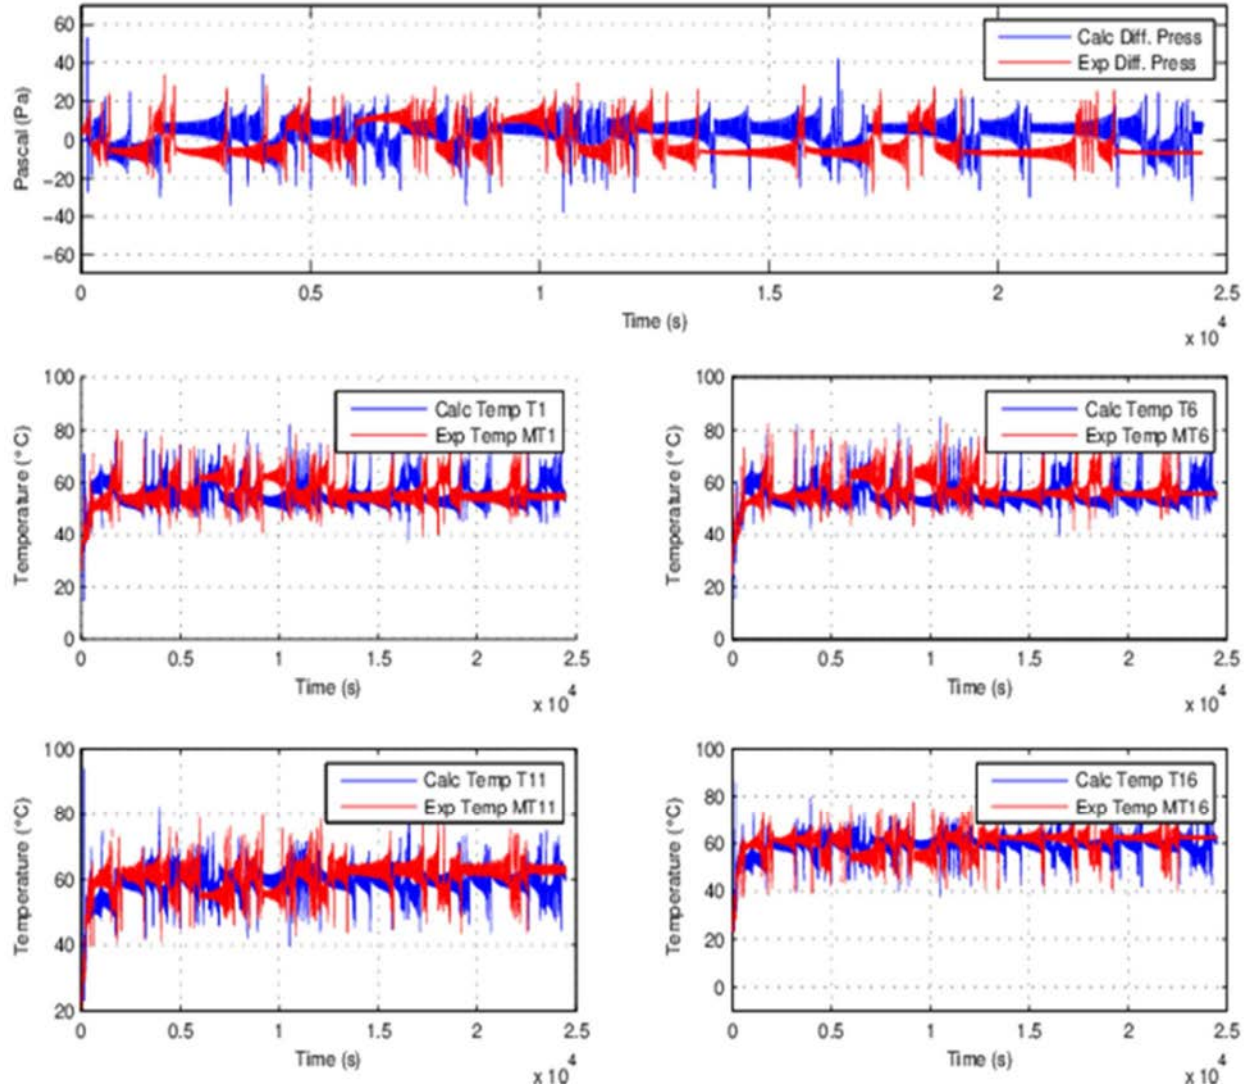 60
40
20
0
−20
−40
−60
Pascal (Pa)
Calc Diff. Press
Exp Diff. Press
0 0.5 1 1.5 2 2.5
Time (s)
x 10 4
100
80
60
40
20
0
Temperature (°C)
Calc Temp T1
Exp Temp MT1
0 0.5 1 1.5 2 2.5
Time (s)
x 10 4
100
80
60
40
20
0
Temperature (°C)
Calc Temp T6
Exp Temp MT6
0 0.5 1 1.5 2 2.5
Time (s)
x 10 4
100
80
60
40
20
Temperature (°C)
Calc Temp T11
Exp Temp MT11
0 0.5 1 1.5 2 2.5
Time (s)
x 10 4
100
80
60
40
20
0
Temperature (°C)
Calc Temp T16
Exp Temp MT16
0 0.5 1 1.5 2 2.5
Time (s)
x 10 4